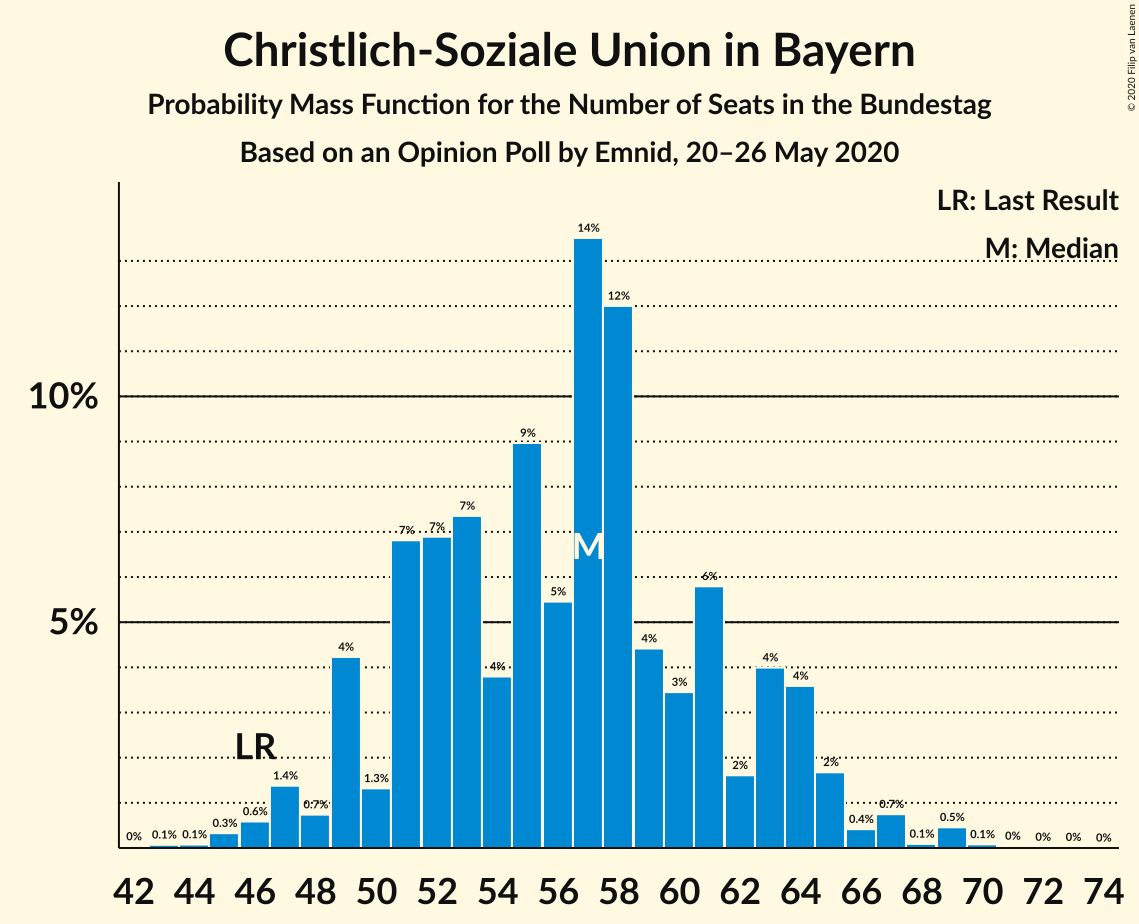 Christlich-Soziale Union in Bayern
Probability Mass Function for the Number of Seats in the Bundestag
Based on an Opinion Poll by Emnid, 20–26 May 2020
© 2020 Filip van Laenen
LR: Last Result
M: Median
10%
5%
0% 0.1% 0.1% 0.3% 0.6% 1.4% 0.7% 4% 1.3% 7% 7% 7% 4% 9% 5% 14% 12% 4% 3% 6% 2% 4% 4% 2% 0.4% 0.7% 0.1% 0.5% 0.1% 0% 0% 0% 0%
LR
M
42 44 46 48 50 52 54 56 58 60 62 64 66 68 70 72 74